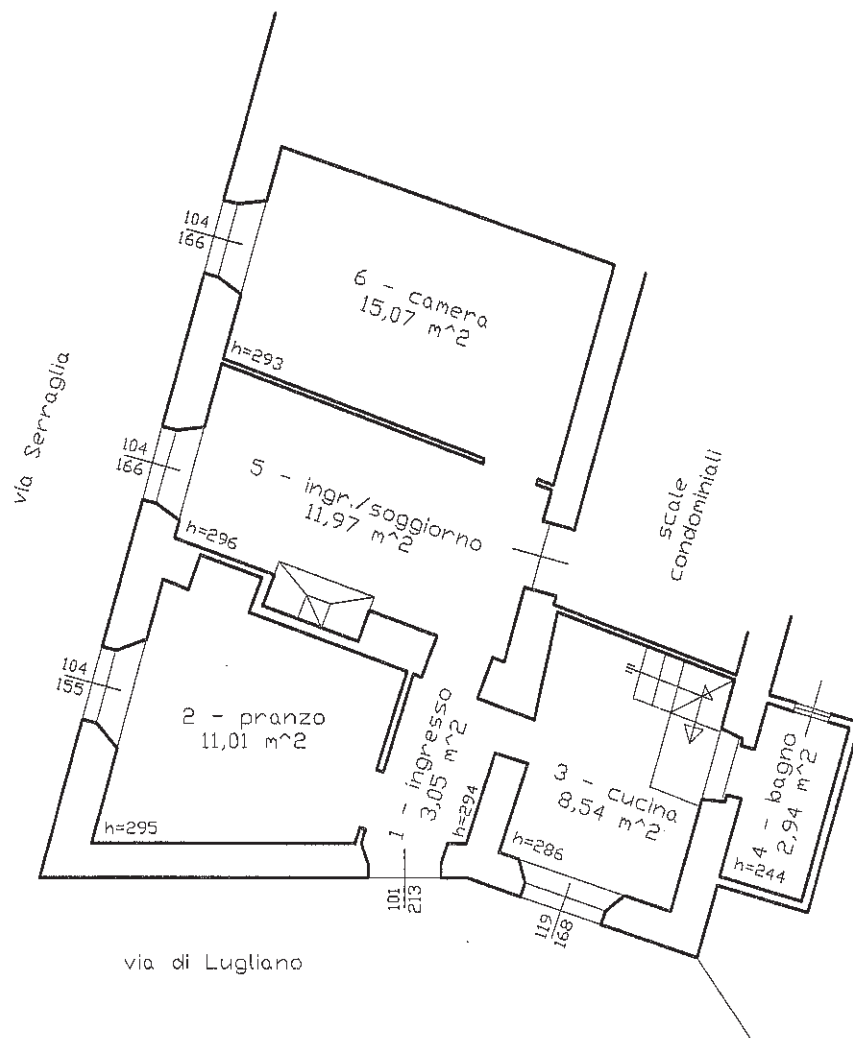 104
166
6 - camera
15,07 m^2
h=293
via Serraglia
104
166
5 - ingr./soggiorno
11,97 m^2
h=296
scale
condominiali
104
155
2 - pranzo
11,01 m^2
h=295
1 - ingresso
3,05 m^2
h=294
3 - cucina
8,54 m^2
h=286
4 - bagno
2,94 m^2
h=244
101
213
119
168
via di Lugliano